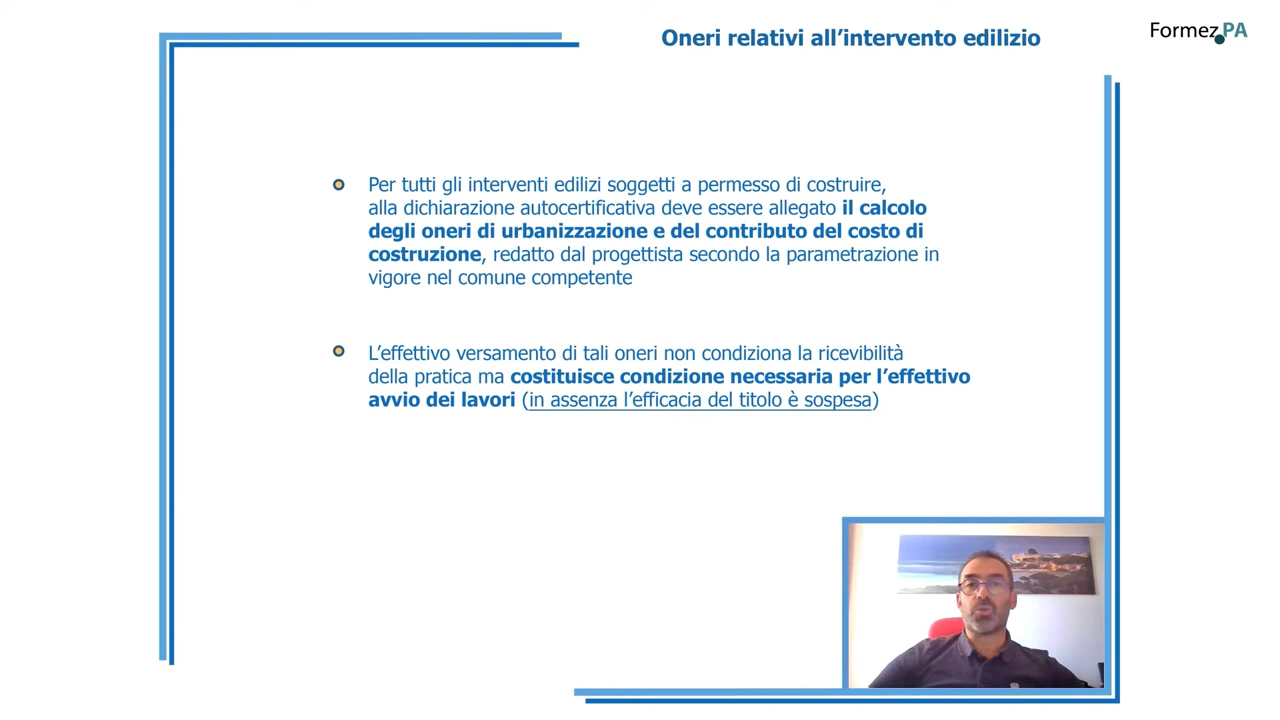 Oneri relativi all’intervento edilizio
Formez.PA
Per tutti gli interventi edilizi soggetti a permesso di costruire,
alla dichiarazione autocertificativa deve essere allegato il calcolo
degli oneri di urbanizzazione e del contributo del costo di
costruzione, redatto dal progettista secondo la parametrazione in
vigore nel comune competente
L’effettivo versamento di tali oneri non condiziona la ricevibilità
della pratica ma costituisce condizione necessaria per l’effettivo
avvio dei lavori (in assenza l’efficacia del titolo è sospesa)